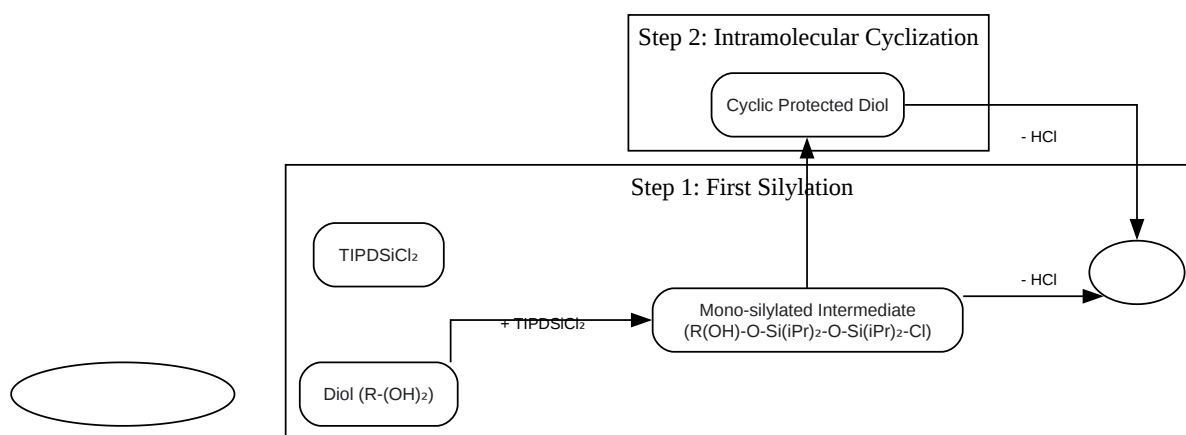 Step 2: Intramolecular Cyclization
Cyclic Protected Diol
- HCl
Step 1: First Silylation
TIPDSiCl₂
- HCl
Mono-silylated Intermediate
(R(OH)-O-Si(iPr)₂-O-Si(iPr)₂-Cl)
+ TIPDSiCl₂
Diol (R-(OH)₂)